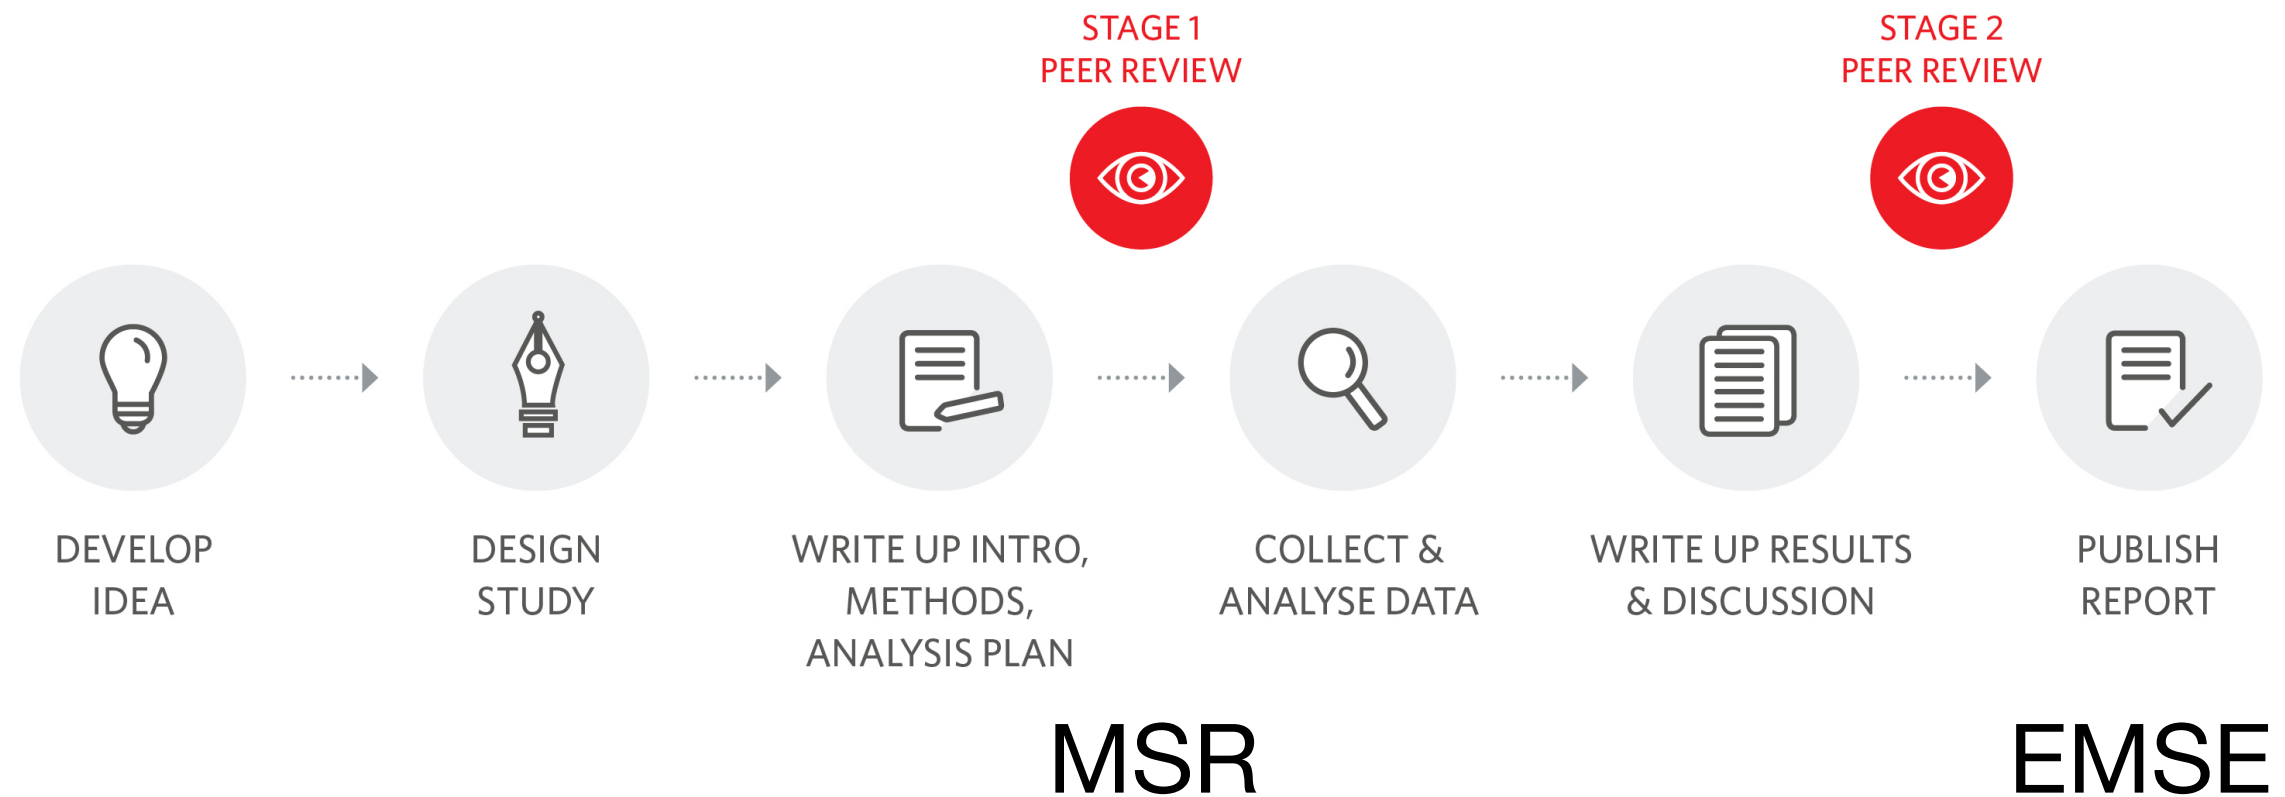 STAGE 1
PEER REVIEW
STAGE 2
PEER REVIEW
DEVELOP
IDEA
DESIGN
STUDY
WRITE UP INTRO,
METHODS,
ANALYSIS PLAN
COLLECT &
ANALYSE DATA
WRITE UP RESULTS
& DISCUSSION
PUBLISH
REPORT
MSR
EMSE